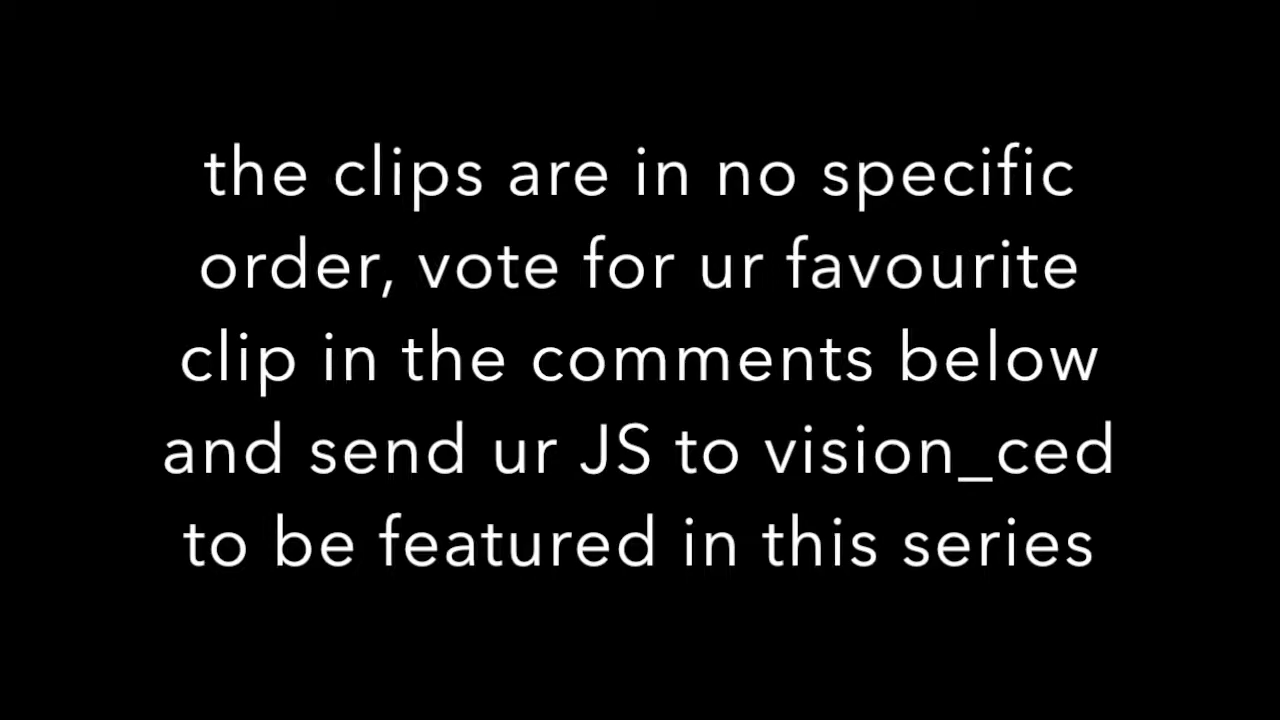 the clips are in no specific
order, vote for ur favourite
clip in the comments below
and send ur JS to vision_ced
to be featured in this series